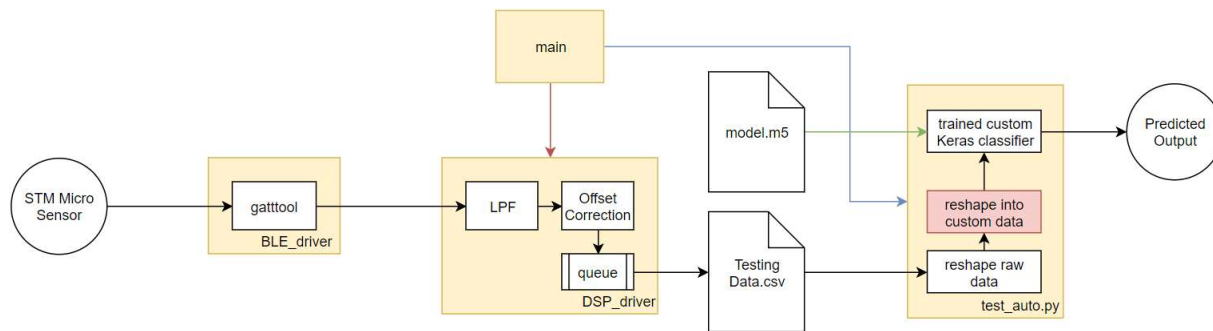 main
STM Micro
Sensor
gatttool
BLE_driver
LPF
Offset
Correction
queue
DSP_driver
model.m5
Testing
Data.csv
trained custom
Keras classifier
reshape into
custom data
reshape raw
data
test_auto.py
Predicted
Output